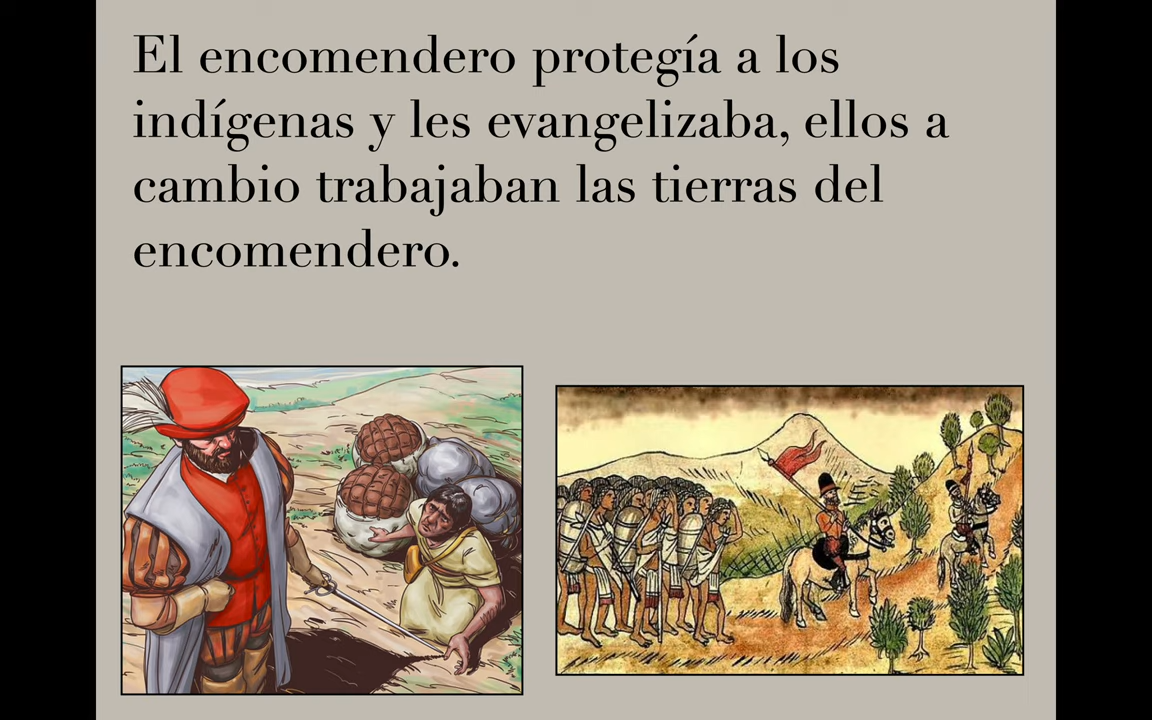 El encomendero protegía a los
indígenas y les evangelizaba, ellos a
cambio trabajaban las tierras del
encomendero.